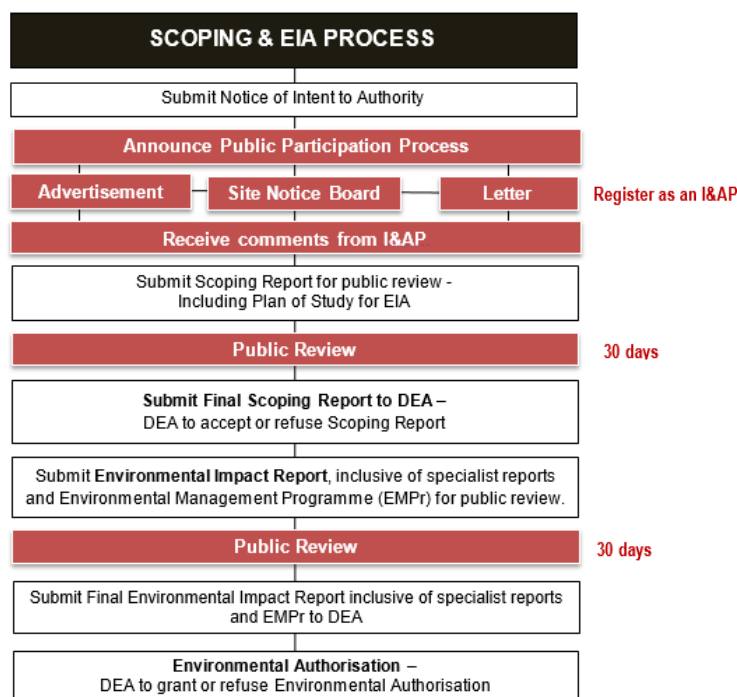 SCOPING & EIA PROCESS
Submit Notice of Intent to Authority
Announce Public Participation Process
Advertisement
Site Notice Board
Letter
Register as an I&AP
Receive comments from I&AP
Submit Scoping Report for public review -
Including Plan of Study for EIA
Public Review
30 days
Submit Final Scoping Report to DEA –
DEA to accept or refuse Scoping Report
Submit Environmental Impact Report, inclusive of specialist reports
and Environmental Management Programme (EMPr) for public review.
Public Review
30 days
Submit Final Environmental Impact Report inclusive of specialist reports
and EMPr to DEA
Environmental Authorisation –
DEA to grant or refuse Environmental Authorisation